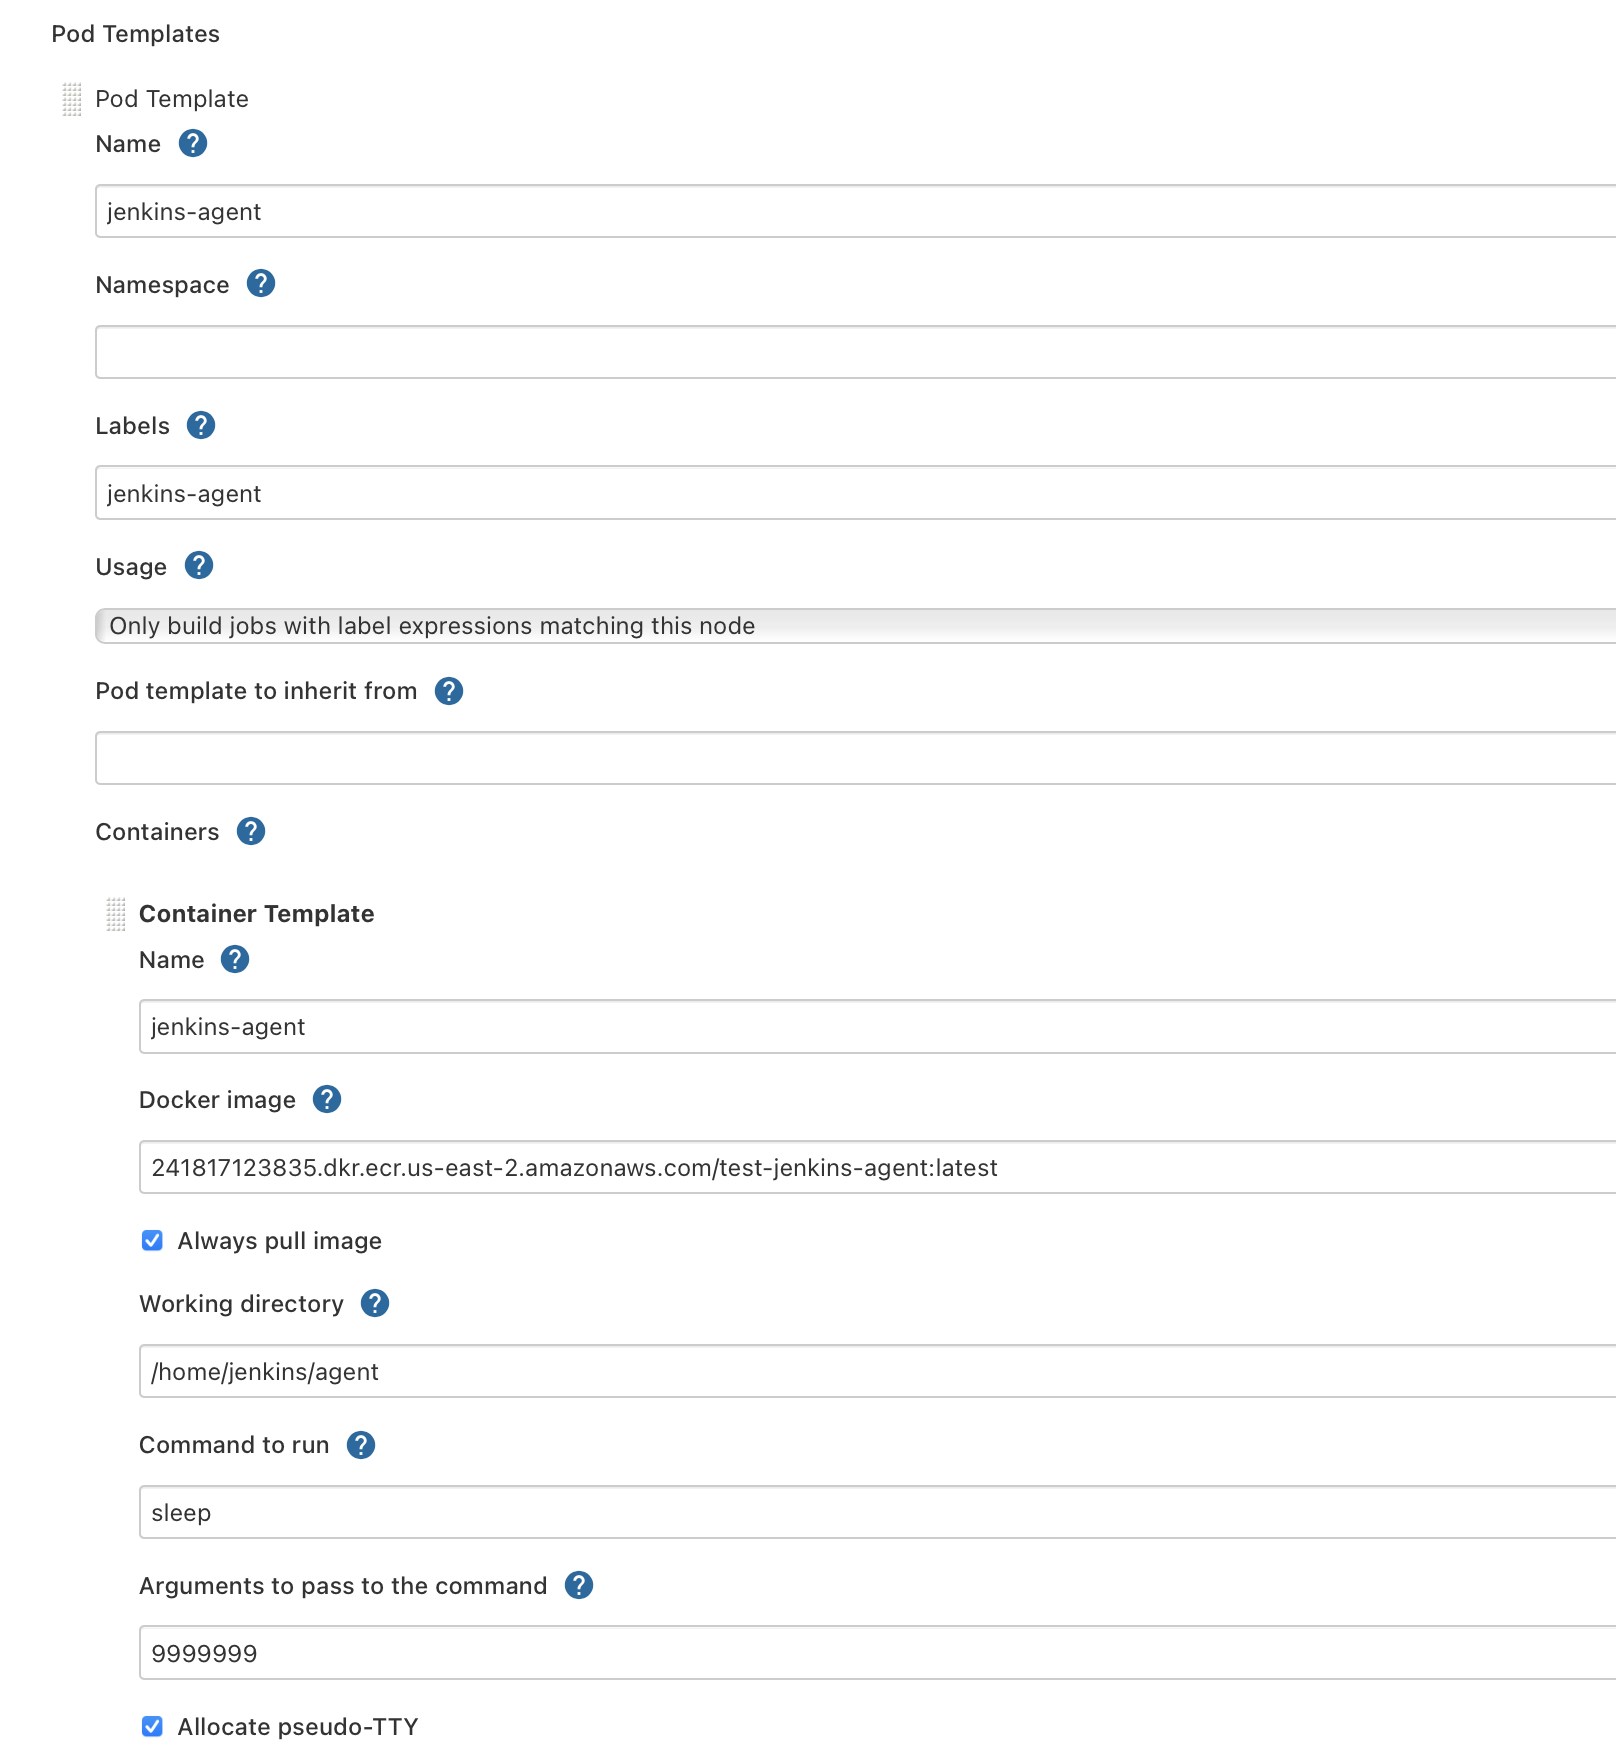 Pod Templates
Pod Template
Name ?
jenkins-agent
Namespace ?
Labels ?
jenkins-agent
Usage ?
Only build jobs with label expressions matching this node
Pod template to inherit from ?
Containers ?
Container Template
Name ?
jenkins-agent
Docker image ?
241817123835.dkr.ecr.us-east-2.amazonaws.com/test-jenkins-agent:latest
Always pull image
Working directory ?
/home/jenkins/agent
Command to run ?
sleep
Arguments to pass to the command ?
9999999
Allocate pseudo-TTY